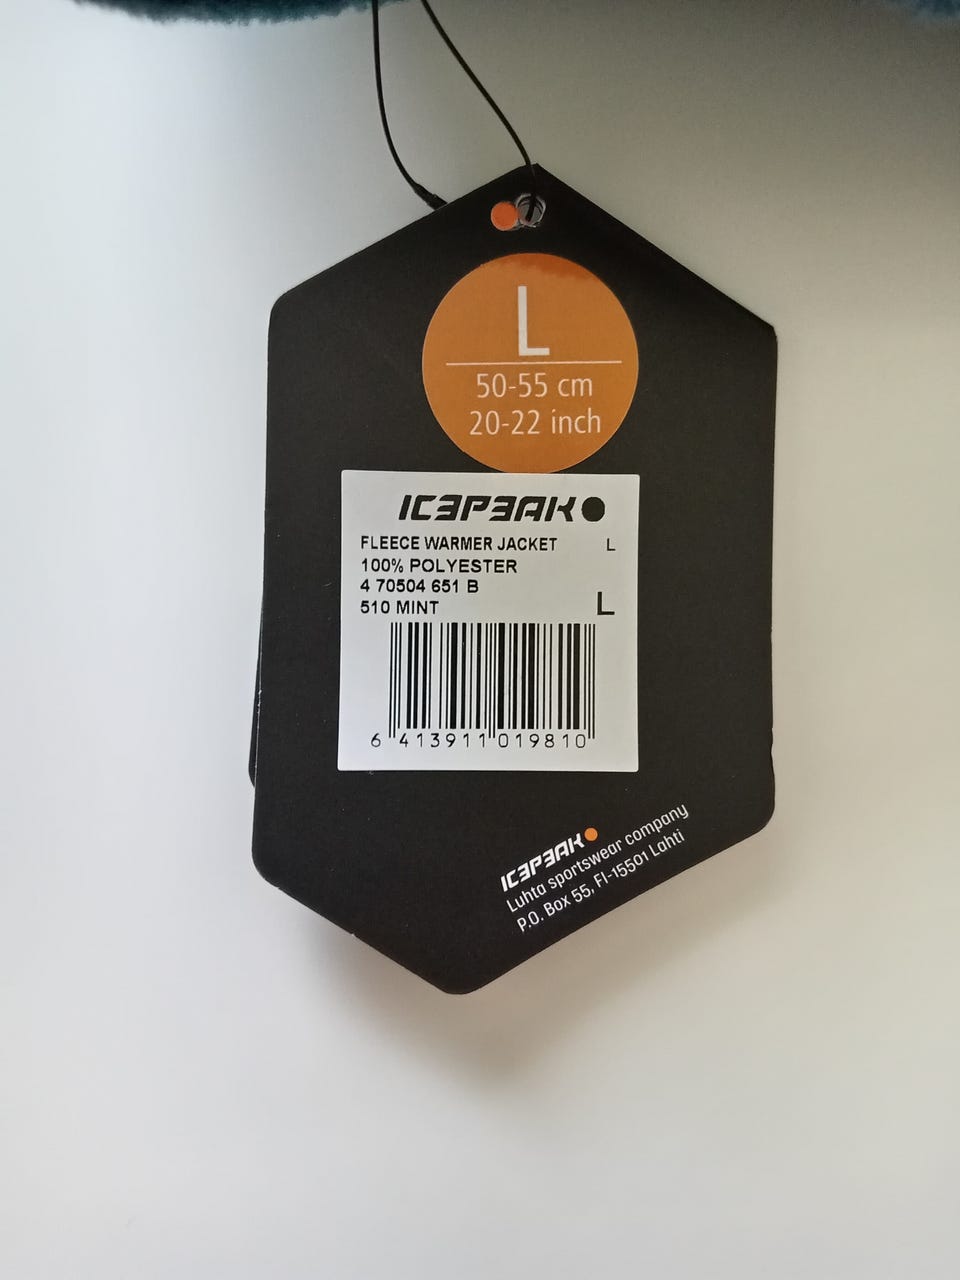 L
50-55 cm
20-22 inch
ICEPEAK
FLEECE WARMER JACKET L
100% POLYESTER
4 70504 651 B
510 MINT L
6 413911 019810
ICEPEAK
Luhta sportswear company
P.O. Box 55, FI-15501 Lahti